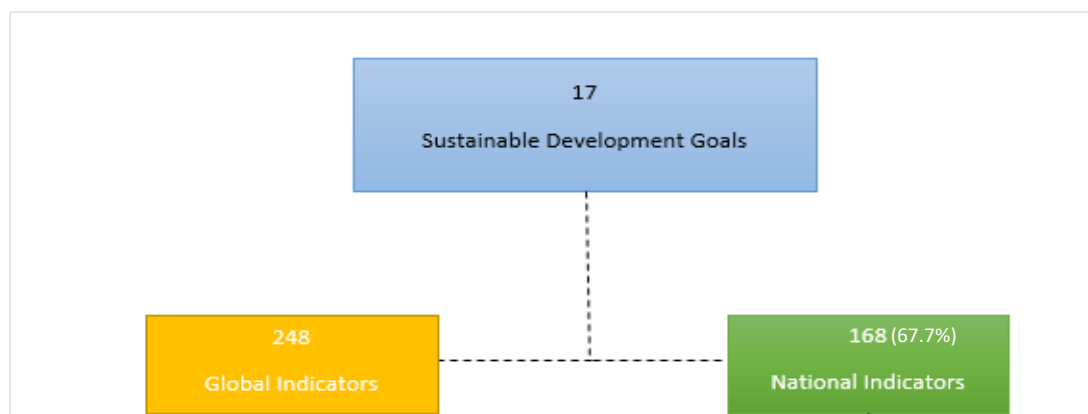 17
Sustainable Development Goals
248
Global Indicators
168 (67.7%)
National Indicators